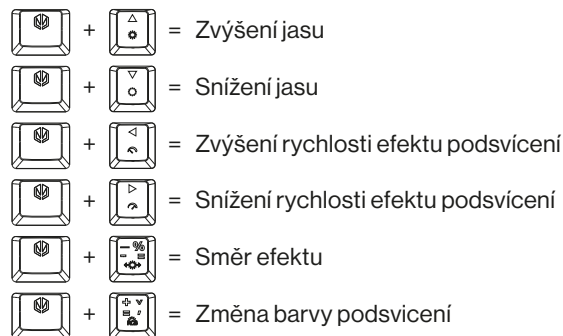 + = Zvýšení jasu
+ = Snížení jasu
+ = Zvýšení rychlosti efektu podsvícení
+ = Snížení rychlosti efektu podsvícení
+ - % = Směr efektu
+ = Změna barvy podsvicení